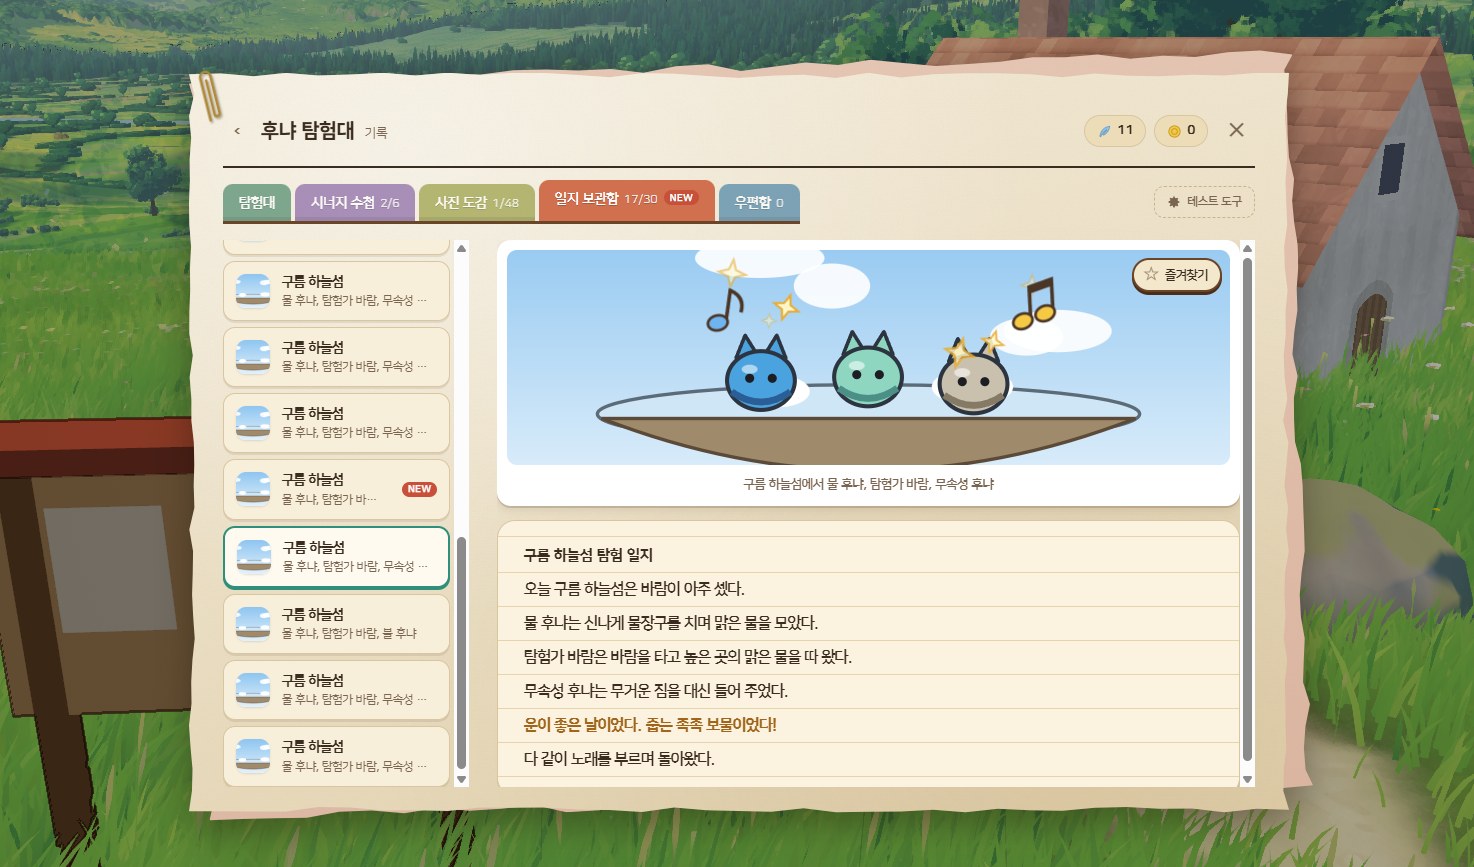 후냐 탐험대 기록
11
0
탐험대
시너지 수첩 2/6
사진 도감 1/48
일지 보관함 17/30 NEW
우편함 0
테스트 도구
구름 하늘섬
물 후냐, 탐험가 바람, 무속성 ...
구름 하늘섬
물 후냐, 탐험가 바람, 무속성 ...
구름 하늘섬
물 후냐, 탐험가 바람, 무속성 ...
구름 하늘섬
물 후냐, 탐험가 바...
NEW
구름 하늘섬
물 후냐, 탐험가 바람, 무속성 ...
구름 하늘섬
물 후냐, 탐험가 바람, 불 후냐
구름 하늘섬
물 후냐, 탐험가 바람, 무속성 ...
구름 하늘섬
물 후냐, 탐험가 바람, 무속성 ...
즐겨찾기
구름 하늘섬에서 물 후냐, 탐험가 바람, 무속성 후냐
구름 하늘섬 탐험 일지
오늘 구름 하늘섬은 바람이 아주 셌다.
물 후냐는 신나게 물장구를 치며 맑은 물을 모았다.
탐험가 바람은 바람을 타고 높은 곳의 맑은 물을 따 왔다.
무속성 후냐는 무거운 짐을 대신 들어 주었다.
운이 좋은 날이었다. 줍는 족족 보물이었다!
다 같이 노래를 부르며 돌아왔다.